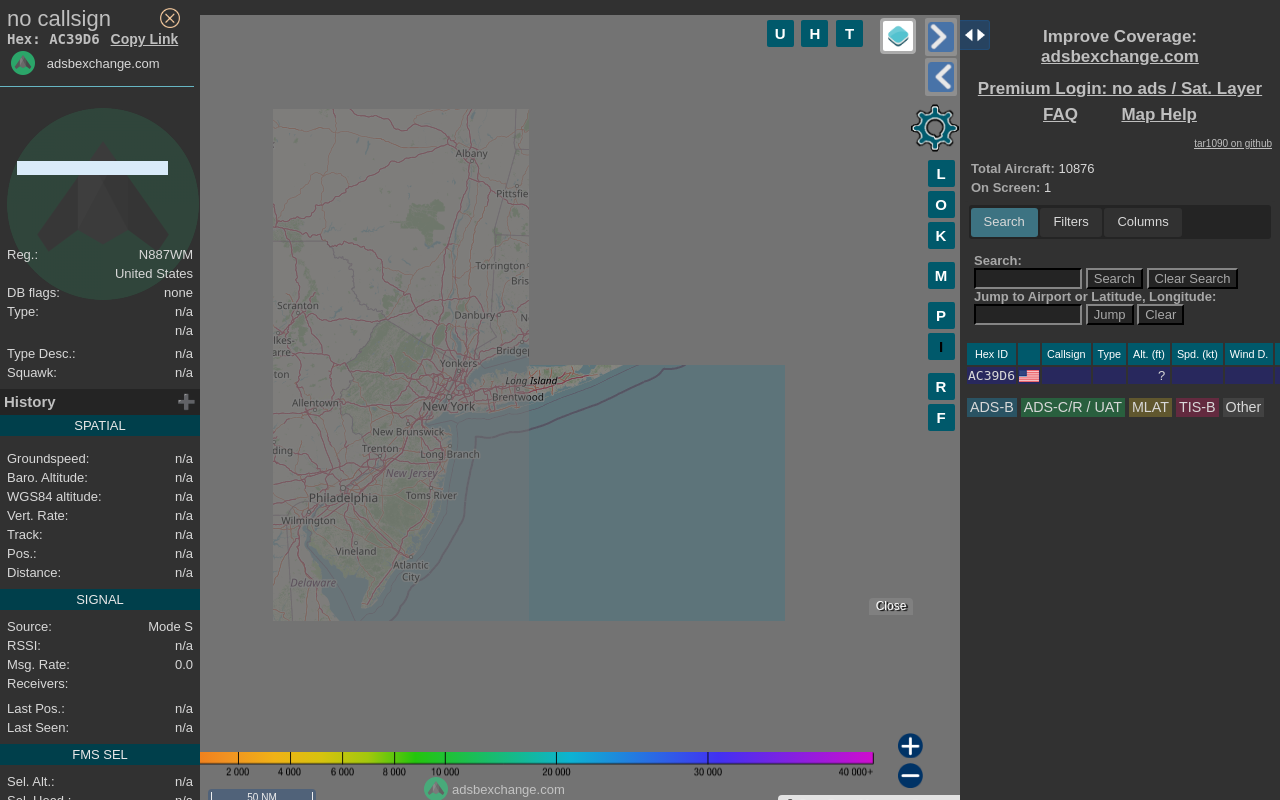 no callsign
Hex: AC39D6 Copy Link
adsbexchange.com
Reg.: N887WM
United States
DB flags: none
Type: n/a
n/a
Type Desc.: n/a
Squawk: n/a
History
SPATIAL
Groundspeed: n/a
Baro. Altitude: n/a
WGS84 altitude: n/a
Vert. Rate: n/a
Track: n/a
Pos.: n/a
Distance: n/a
SIGNAL
Source: Mode S
RSSI: n/a
Msg. Rate: 0.0
Receivers:
Last Pos.: n/a
Last Seen: n/a
FMS SEL
Sel. Alt.: n/a
U H T
L
O
K
M
P
I
R
F
Albany
Pittsfie
Torrington
Bris
Scranton
Danbury
N
lkes-
arre
Bridgep
Yonkers
ton
Long Island
Allentown
Brentwood
New York
New Brunswick
ding
Trenton
Long Branch
New Jersey
Philadelphia
Toms River
Wilmington
Vineland
Atlantic
City
Delaware
Close
2 000 4 000 6 000 8 000 10 000 20 000 30 000 40 000+
adsbexchange.com
50 NM
Improve Coverage:
adsbexchange.com
Premium Login: no ads / Sat. Layer
FAQ Map Help
tar1090 on github
Total Aircraft: 10876
On Screen: 1
Search Filters Columns
Search:
Search Clear Search
Jump to Airport or Latitude, Longitude:
Jump Clear
Hex ID Callsign Type Alt. (ft) Spd. (kt) Wind D.
AC39D6 ?
ADS-B ADS-C/R / UAT MLAT TIS-B Other